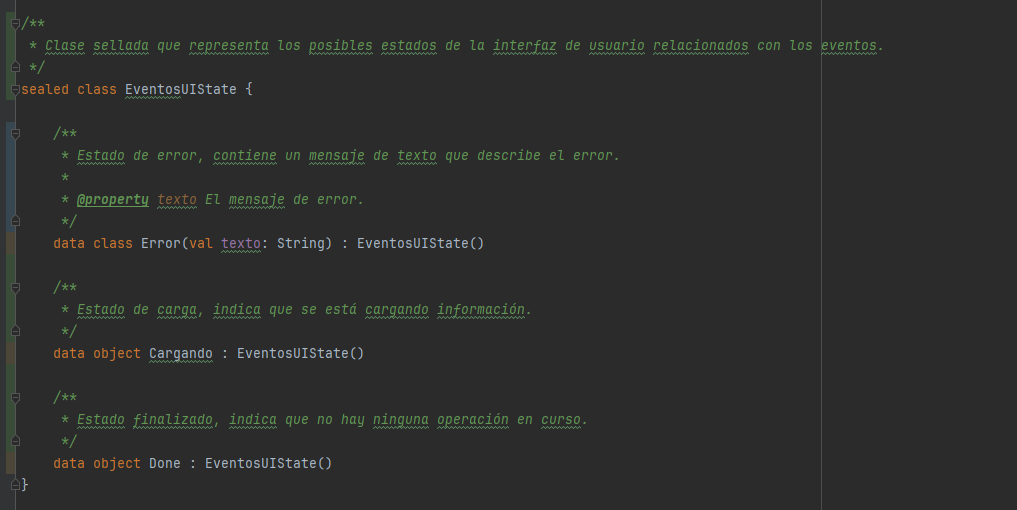 /**
 * Clase sellada que representa los posibles estados de la interfaz de usuario relacionados con los eventos.
 */
sealed class EventosUIState {
    /**
     * Estado de error, contiene un mensaje de texto que describe el error.
     *
     * @property texto El mensaje de error.
     */
    data class Error(val texto: String) : EventosUIState()
    /**
     * Estado de carga, indica que se está cargando información.
     */
    data object Cargando : EventosUIState()
    /**
     * Estado finalizado, indica que no hay ninguna operación en curso.
     */
    data object Done : EventosUIState()
}